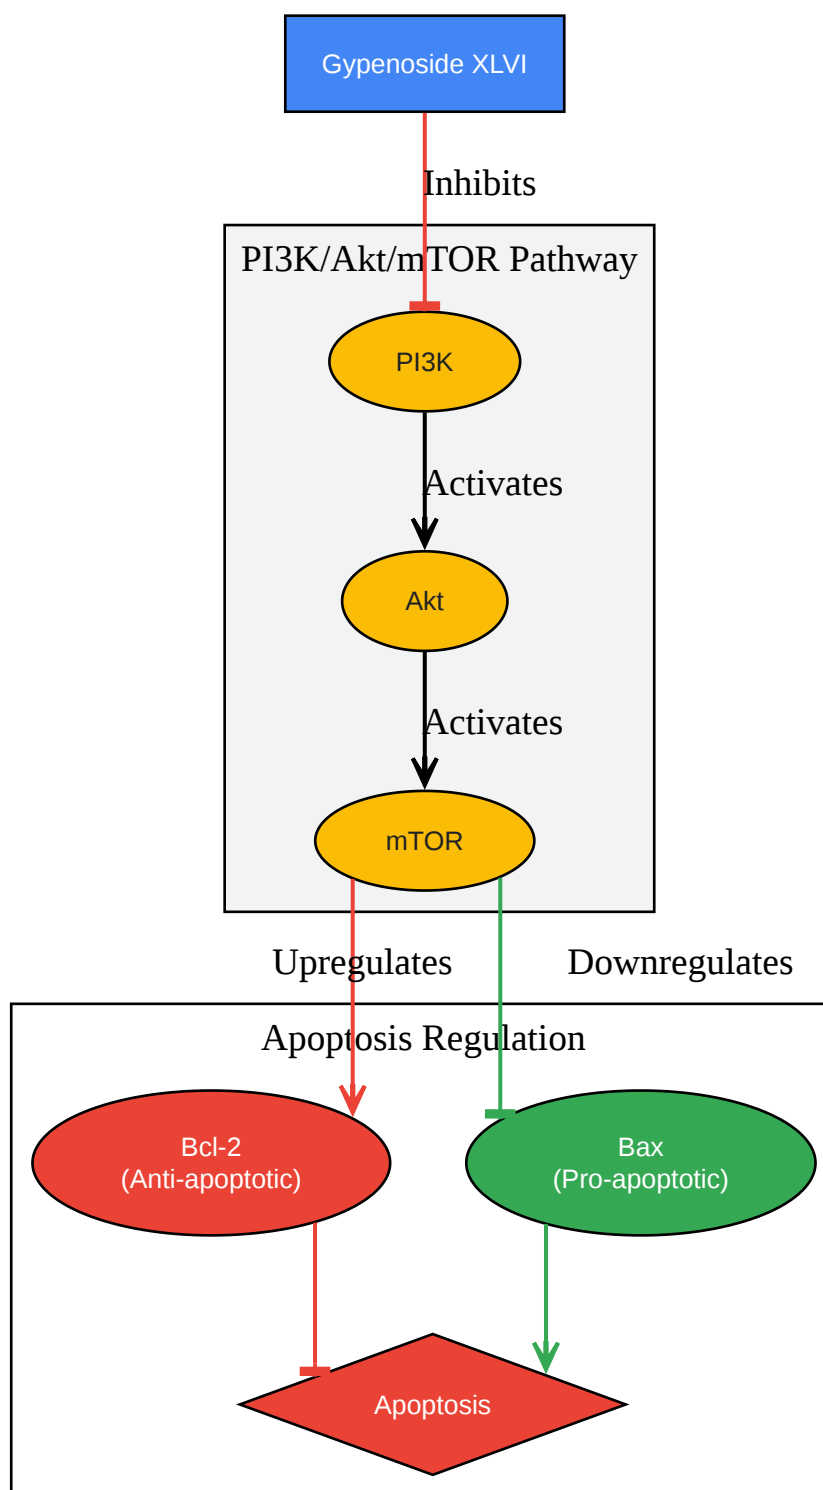 Gypenoside XLVI
Inhibits
PI3K/Akt/mTOR Pathway
PI3K
Activates
Akt
Activates
mTOR
Upregulates
Downregulates
Apoptosis Regulation
Bcl-2
(Anti-apoptotic)
Bax
(Pro-apoptotic)
Apoptosis